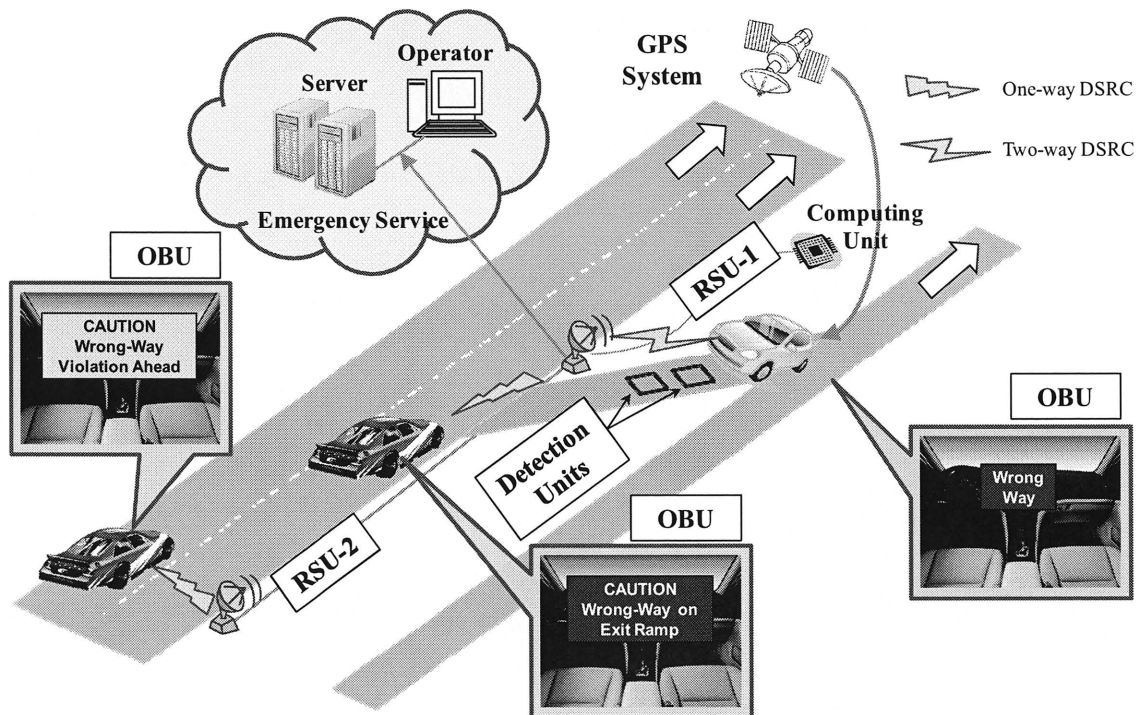 GPS
System
Operator
Server
Emergency Service
One-way DSRC
Two-way DSRC
Computing
Unit
RSU-1
OBU
CAUTION
Wrong-Way
Violation Ahead
Detection
Units
RSU-2
OBU
CAUTION
Wrong-Way on
Exit Ramp
OBU
Wrong
Way